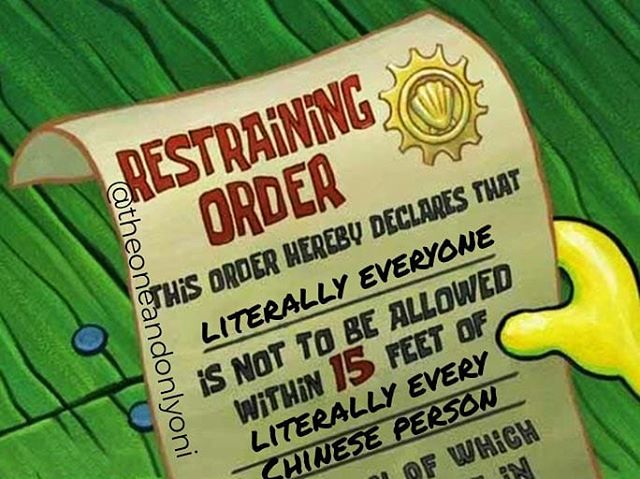 RESTRAINING
ORDER
THIS ORDER HEREBY DECLARES THAT
LITERALLY EVERYONE
IS NOT TO BE ALLOWED
WITHIN 15 FEET OF
LITERALLY EVERY
CHINESE PERSON
OF WHICH
IN
@theoneandonlyoni